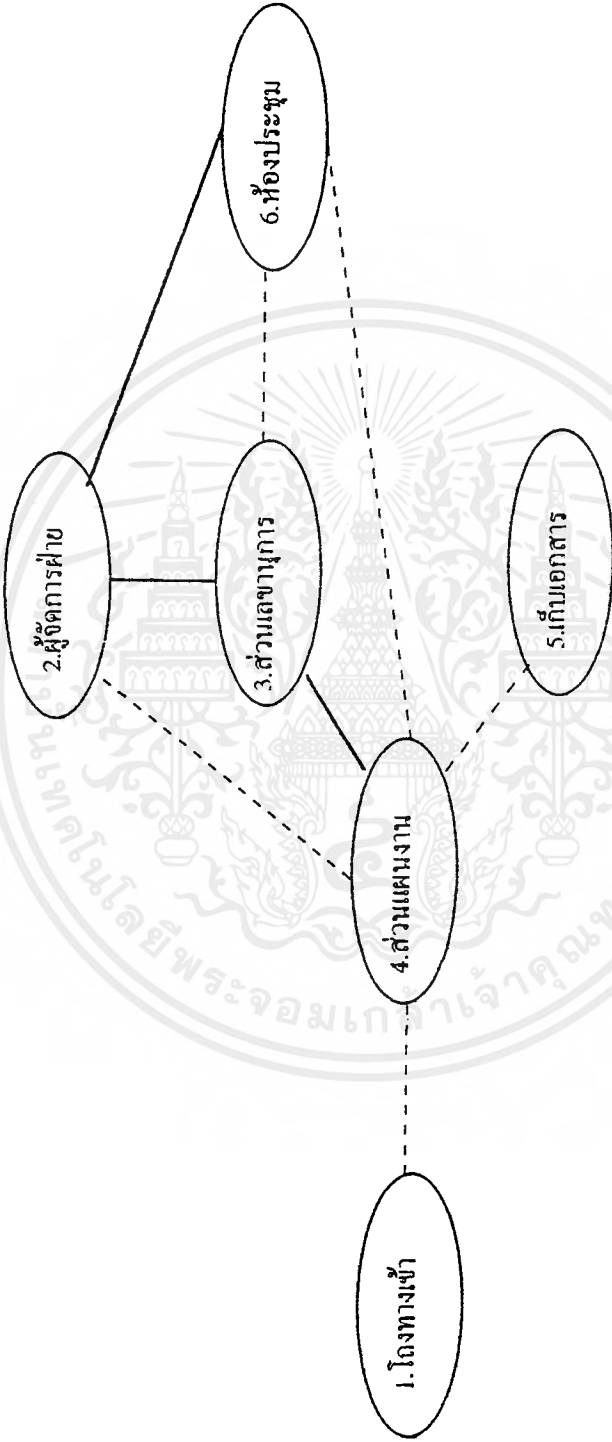 1.โถงทางเข้า
2.ผู้จัดการฝ่าย
3.ส่วนเลขานุการ
4.ส่วนแผนงาน
5.เก็บเอกสาร
6.ห้องประชุม